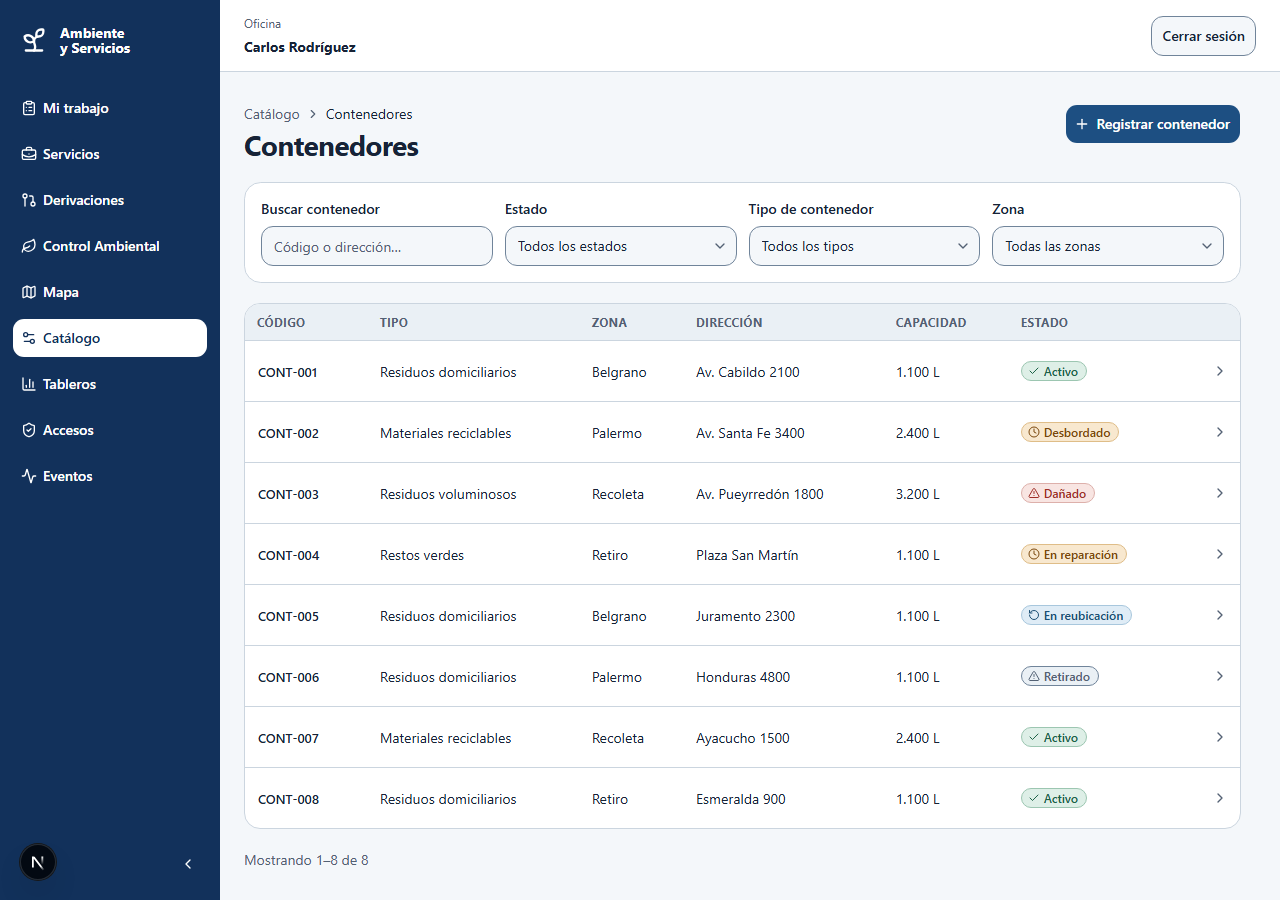 Ambiente
y Servicios
Mi trabajo
Servicios
Derivaciones
Control Ambiental
Mapa
Catálogo
Tableros
Accesos
Eventos
N
Oficina
Carlos Rodríguez
Cerrar sesión
Catálogo > Contenedores
Contenedores
+ Registrar contenedor
Buscar contenedor Estado Tipo de contenedor Zona
Código o dirección... Todos los estados Todos los tipos Todas las zonas
CÓDIGO TIPO ZONA DIRECCIÓN CAPACIDAD ESTADO
CONT-001 Residuos domiciliarios Belgrano Av. Cabildo 2100 1.100 L Activo
CONT-002 Materiales reciclables Palermo Av. Santa Fe 3400 2.400 L Desbordado
CONT-003 Residuos voluminosos Recoleta Av. Pueyrredón 1800 3.200 L Dañado
CONT-004 Restos verdes Retiro Plaza San Martín 1.100 L En reparación
CONT-005 Residuos domiciliarios Belgrano Juramento 2300 1.100 L En reubicación
CONT-006 Residuos domiciliarios Palermo Honduras 4800 1.100 L Retirado
CONT-007 Materiales reciclables Recoleta Ayacucho 1500 2.400 L Activo
CONT-008 Residuos domiciliarios Retiro Esmeralda 900 1.100 L Activo
Mostrando 1–8 de 8